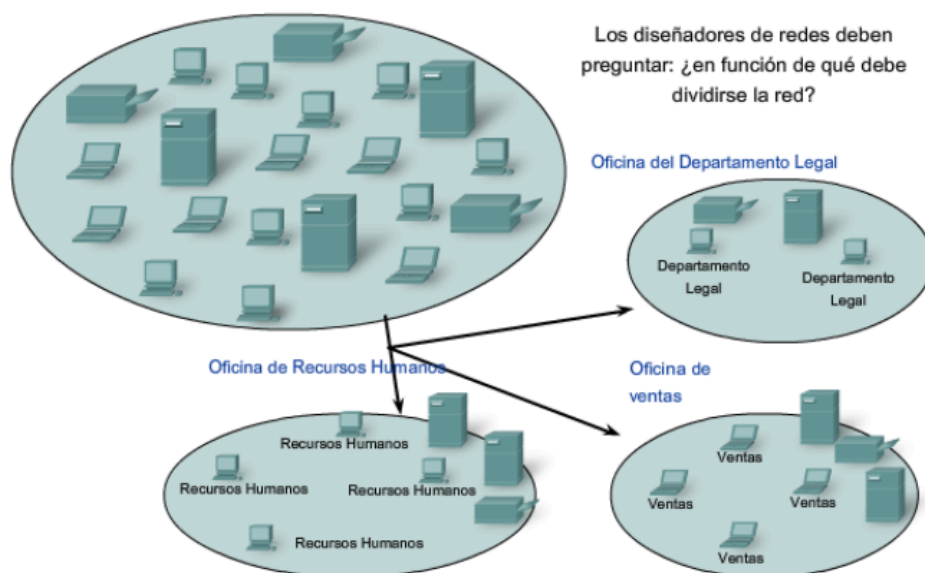 Los diseñadores de redes deben
preguntar: ¿en función de qué debe
dividirse la red?
Oficina del Departamento Legal
Departamento
Legal
Departamento
Legal
Oficina de Recursos Humanos
Recursos Humanos
Recursos Humanos
Recursos Humanos
Recursos Humanos
Oficina de
ventas
Ventas
Ventas
Ventas
Ventas